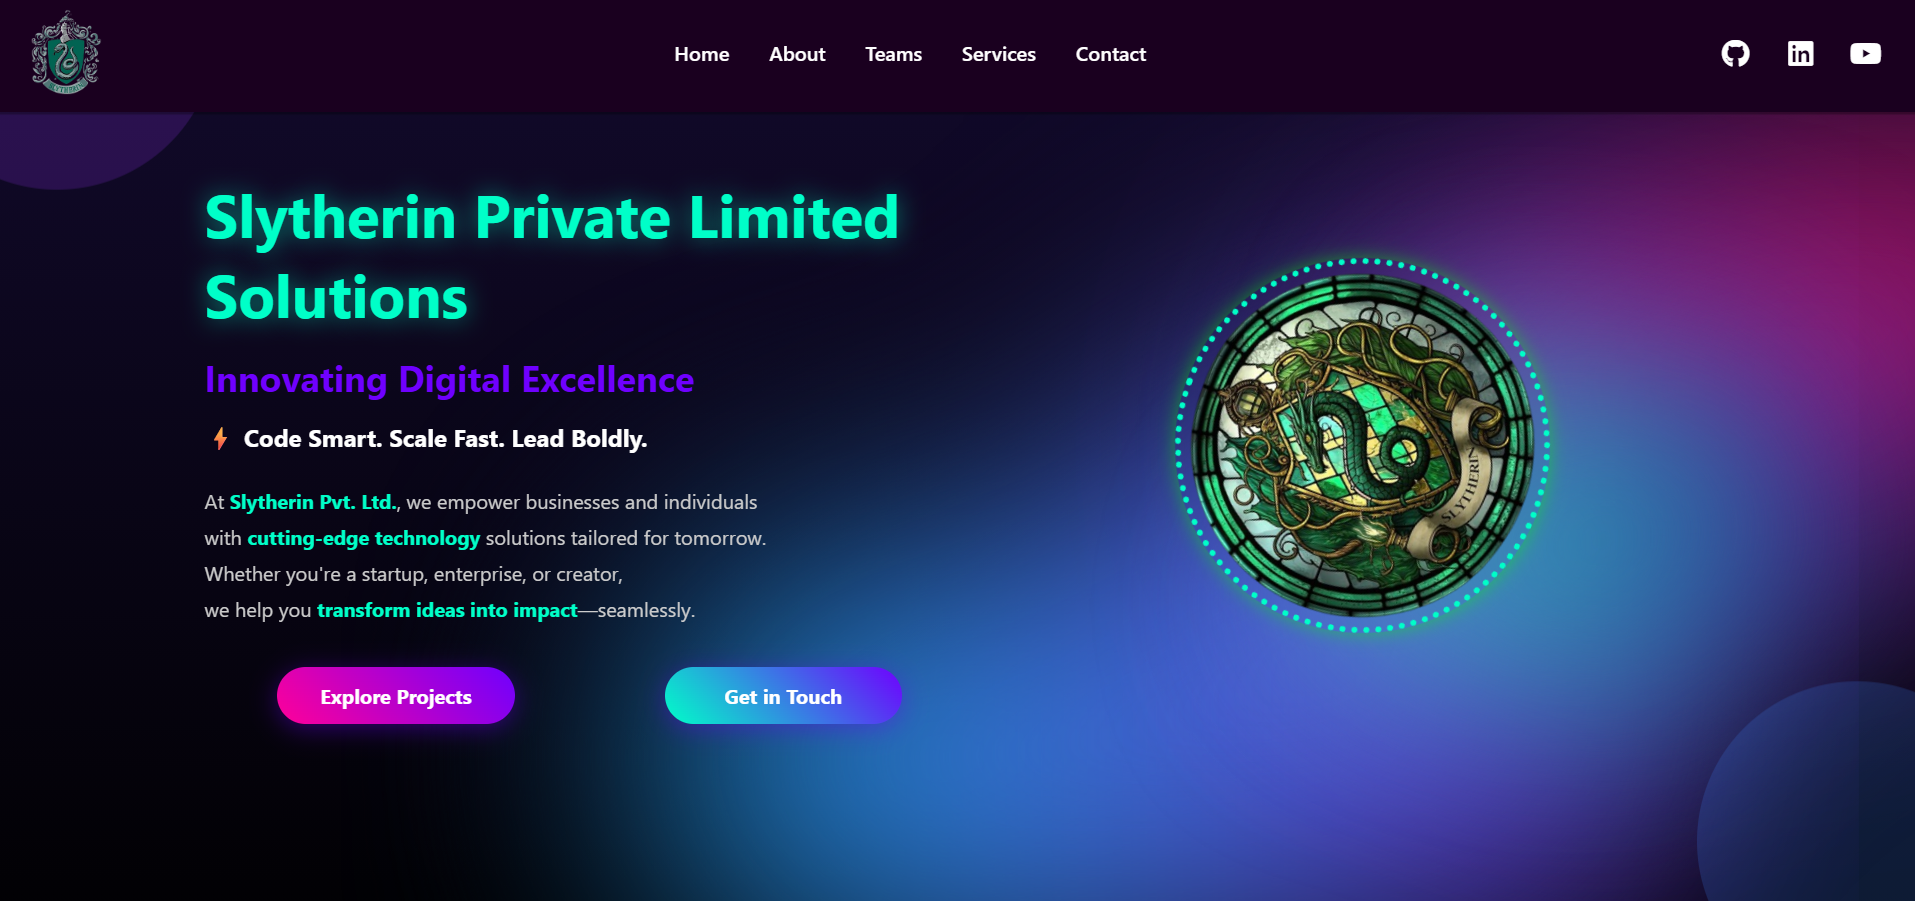 SLYTHERIN
Home
About
Teams
Services
Contact
Slytherin Private Limited
Solutions
Innovating Digital Excellence
Code Smart. Scale Fast. Lead Boldly.
At Slytherin Pvt. Ltd., we empower businesses and individuals
with cutting-edge technology solutions tailored for tomorrow.
Whether you're a startup, enterprise, or creator,
we help you transform ideas into impact—seamlessly.
Explore Projects
Get in Touch
SLYTHERIN